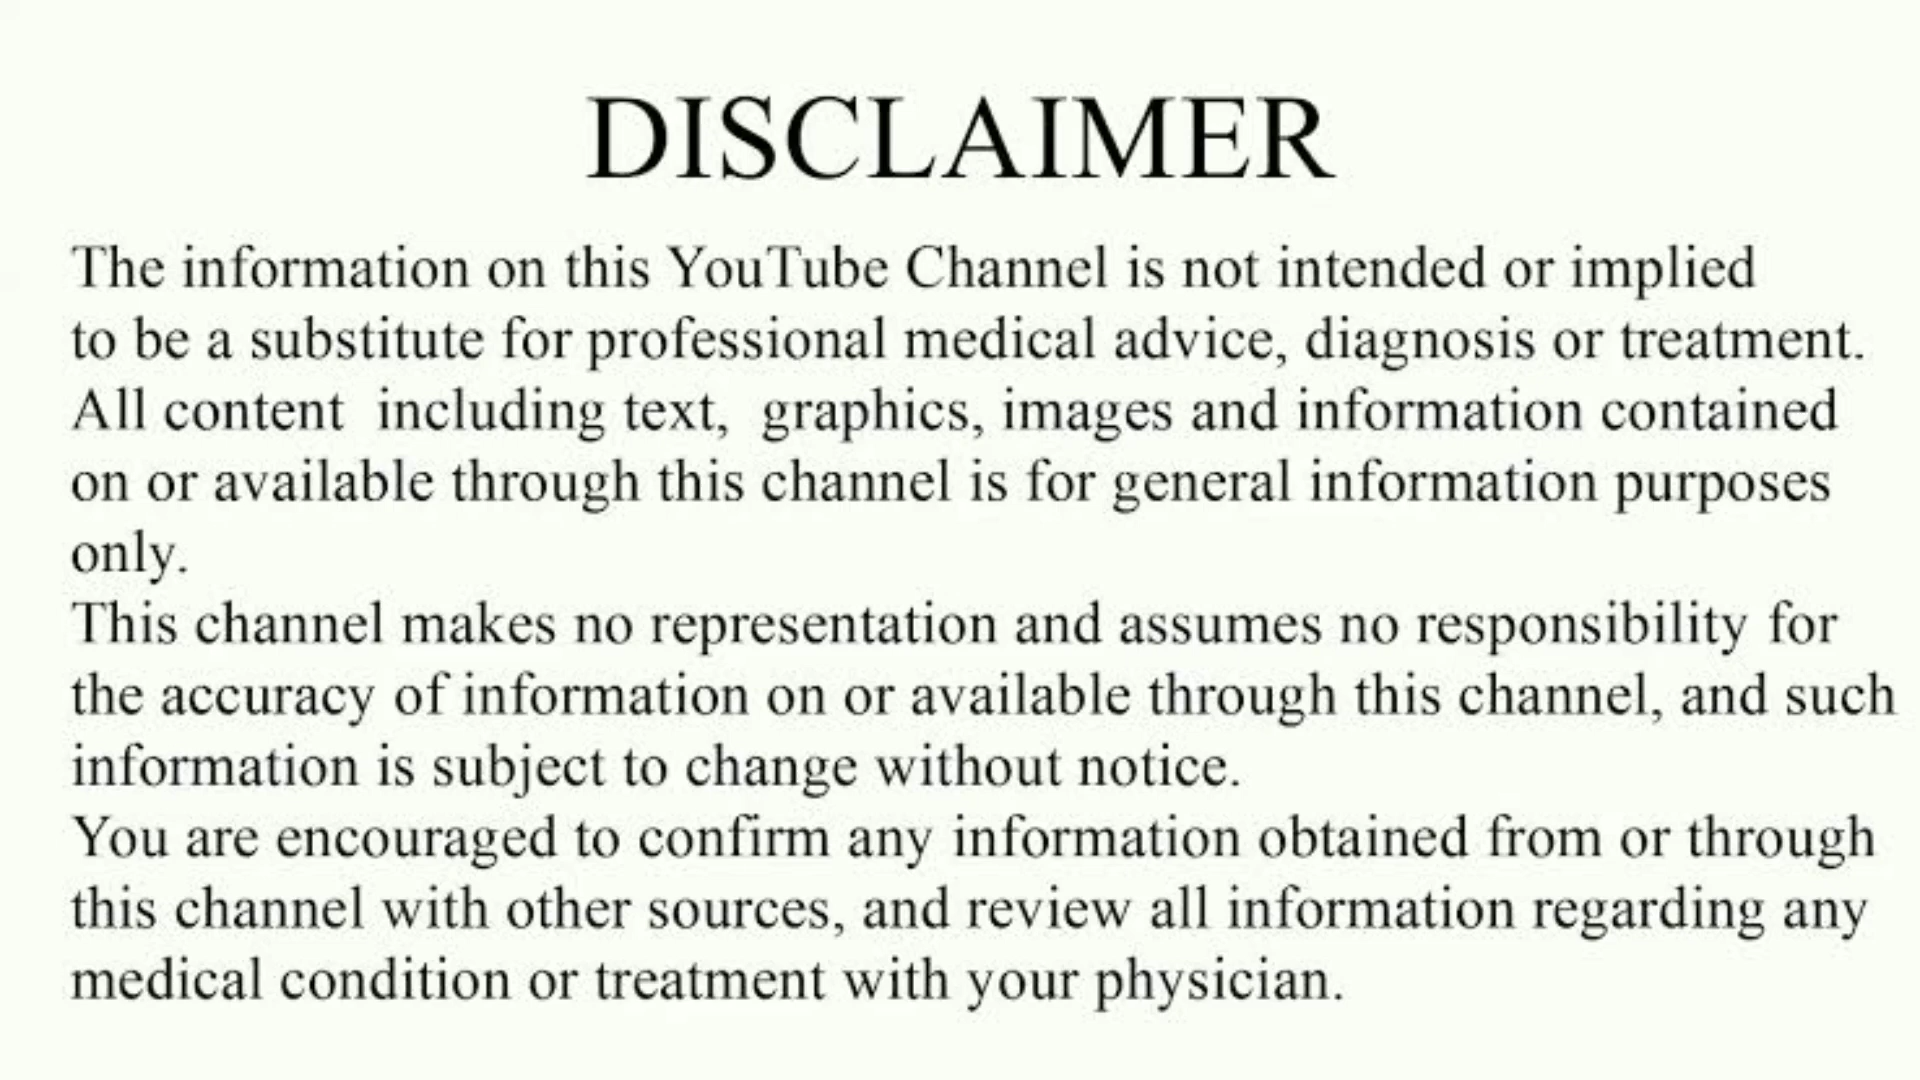 DISCLAIMER
The information on this YouTube Channel is not intended or implied
to be a substitute for professional medical advice, diagnosis or treatment.
All content  including text,  graphics, images and information contained
on or available through this channel is for general information purposes
only.
This channel makes no representation and assumes no responsibility for
the accuracy of information on or available through this channel, and such
information is subject to change without notice.
You are encouraged to confirm any information obtained from or through
this channel with other sources, and review all information regarding any
medical condition or treatment with your physician.